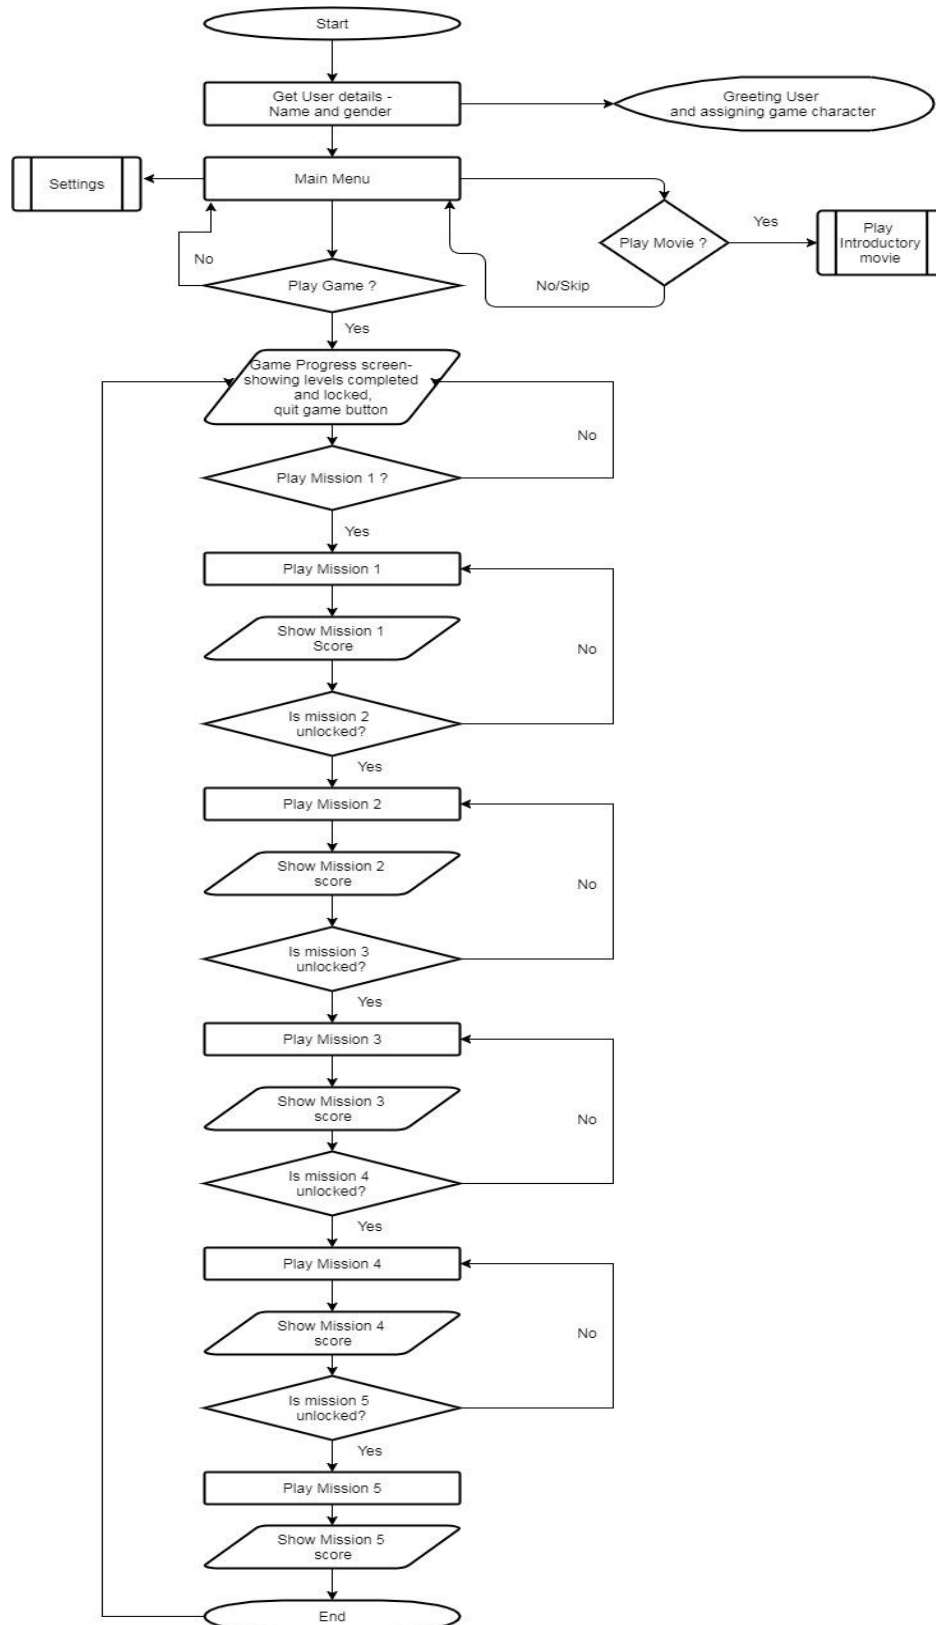 Start
Get User details -
Name and gender
Greeting User
and assigning game character
Settings
Main Menu
Play Movie ?
Yes
Play
Introductory
movie
No
Play Game ?
No/Skip
Yes
Game Progress screen-
showing levels completed
and locked,
quit game button
No
Play Mission 1 ?
Yes
Play Mission 1
Show Mission 1
Score
No
Is mission 2
unlocked?
Yes
Play Mission 2
Show Mission 2
score
No
Is mission 3
unlocked?
Yes
Play Mission 3
Show Mission 3
score
No
Is mission 4
unlocked?
Yes
Play Mission 4
Show Mission 4
score
No
Is mission 5
unlocked?
Yes
Play Mission 5
Show Mission 5
score
End